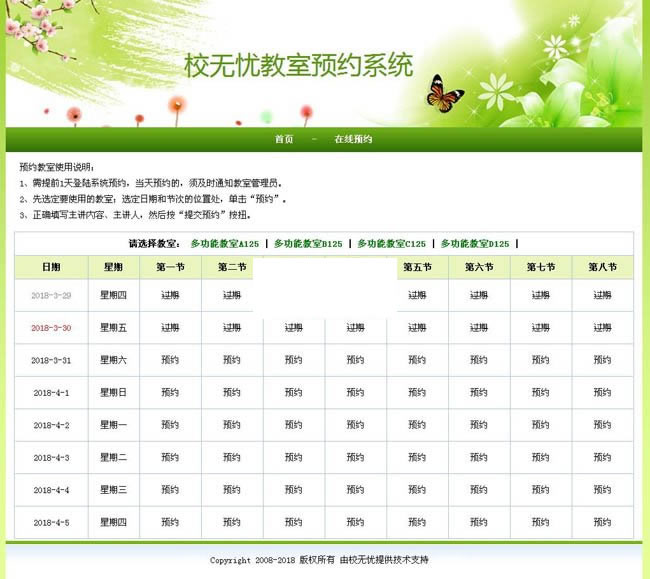 校无忧教室预约系统
首页 - 在线预约
预约教室使用说明：
1、需提前1天登陆系统预约，当天预约的，须及时通知教室管理员。
2、先选定要使用的教室；选定日期和节次的位置处，单击“预约”。
3、正确填写主讲内容、主讲人，然后按“提交预约”按扭。
请选择教室： 多功能教室A125 | 多功能教室B125 | 多功能教室C125 | 多功能教室D125 |
日期 星期 第一节 第二节 第五节 第六节 第七节 第八节
2018-3-29 星期四 过期 过期 过期 过期 过期 过期
2018-3-30 星期五 过期 过期 过期 过期 过期 过期 过期 过期
2018-3-31 星期六 预约 预约 预约 预约 预约 预约 预约 预约
2018-4-1 星期日 预约 预约 预约 预约 预约 预约 预约 预约
2018-4-2 星期一 预约 预约 预约 预约 预约 预约 预约 预约
2018-4-3 星期二 预约 预约 预约 预约 预约 预约 预约 预约
2018-4-4 星期三 预约 预约 预约 预约 预约 预约 预约 预约
2018-4-5 星期四 预约 预约 预约 预约 预约 预约 预约 预约
Copyright 2008-2018 版权所有 由校无忧提供技术支持